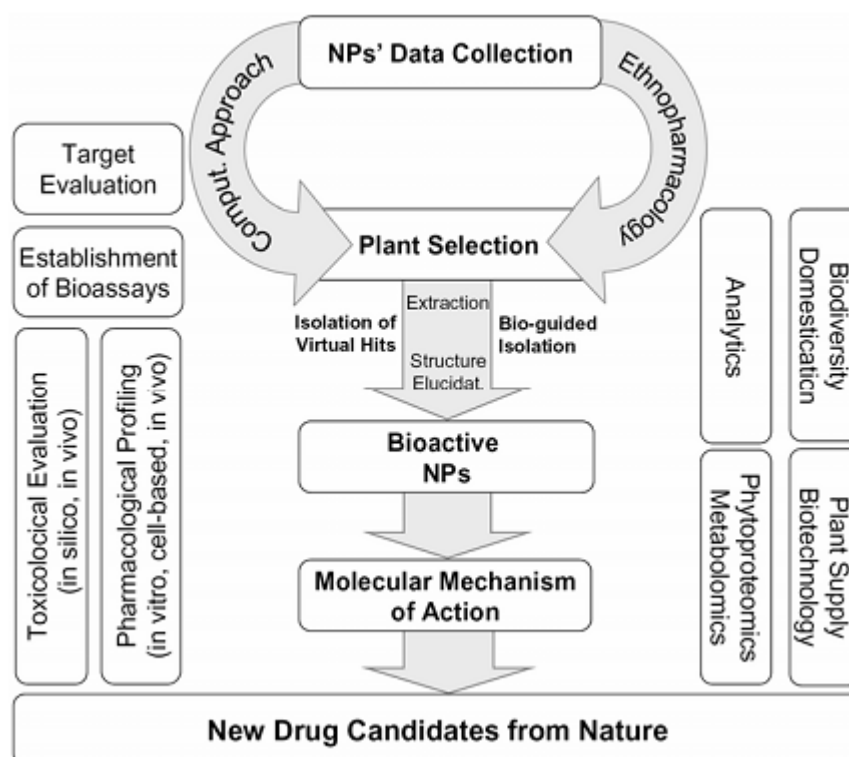 NPs' Data Collection
Comput. Approach
Ethnopharmacology
Target
Evaluation
Plant Selection
Establishment
of Bioassays
Extraction
Isolation of
Virtual Hits
Bio-guided
Isolation
Structure
Elucidat.
Analytics
Biodiversity
Domestication
Toxicolocical Evaluation
(in silico, in vivo)
Pharmacological Profiling
(in vitro, cell-based, in vivo)
Bioactive
NPs
Phytoproteomics
Metabolomics
Plant Supply
Biotechnology
Molecular Mechanism
of Action
New Drug Candidates from Nature